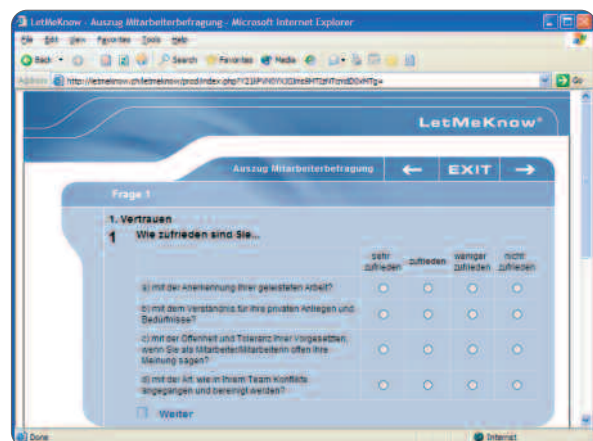 LetMeKnow - Auszug Mitarbeiterbefragung - Microsoft Internet Explorer
File Edit View Favorites Tools Help
Back Search Favorites Media
Address Go
LetMeKnow
Auszug Mitarbeiterbefragung EXIT
Frage 1
1. Vertrauen
1 Wie zufrieden sind Sie...
sehr zufrieden zufrieden weniger zufrieden nicht zufrieden
a) mit der Anerkennung Ihrer geleisteten Arbeit?
b) mit dem Verständnis für Ihre privaten Anliegen und
Bedürfnisse?
c) mit der Offenheit und Toleranz Ihrer Vorgesetzten,
wenn Sie als Mitarbeiter/Mitarbeiterin offen Ihre
Meinung sagen?
d) mit der Art, wie in Ihrem Team Konflikte
angegangen und bereinigt werden?
Weiter
Done Internet